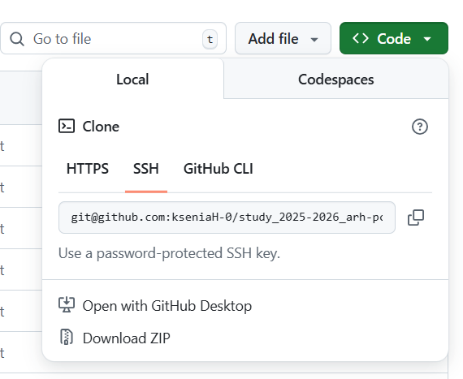 Go to file
t
Add file
<> Code
Local
Codespaces
Clone
HTTPS
SSH
GitHub CLI
git@github.com:kseniaH-0/study_2025-2026_arh-pc
Use a password-protected SSH key.
Open with GitHub Desktop
Download ZIP
t
t
t
t
t
t